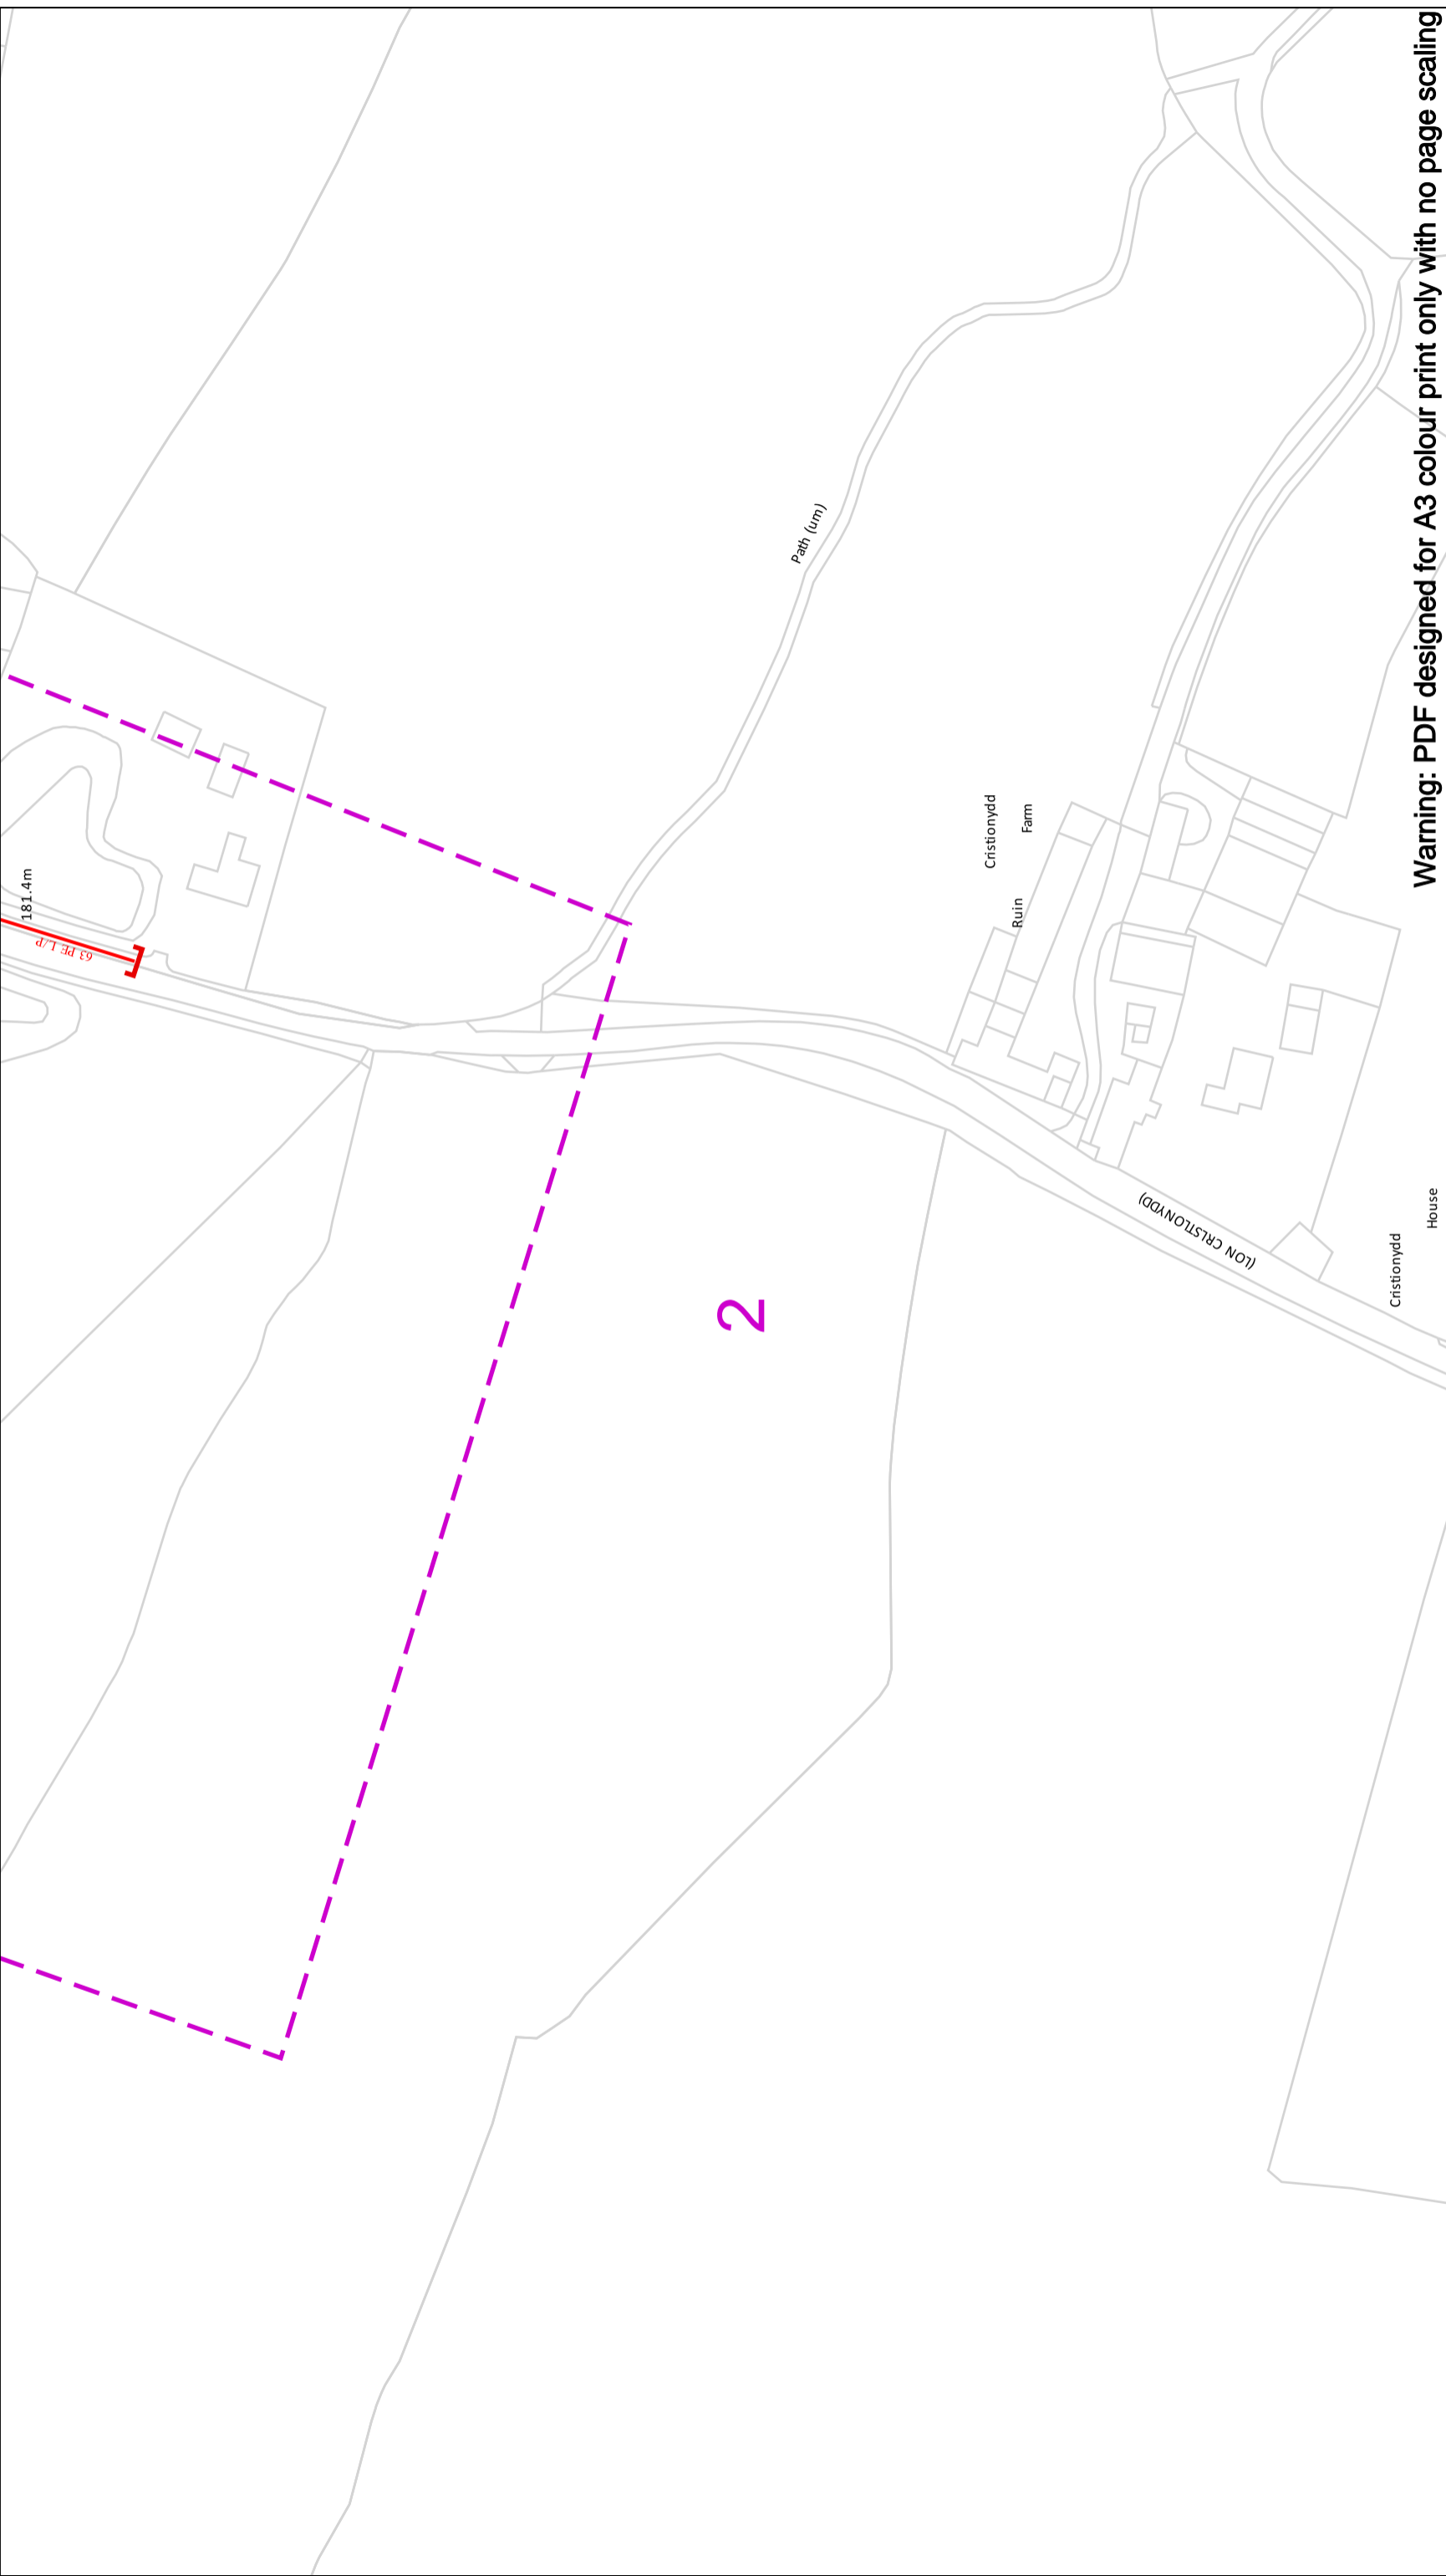 Warning: PDF designed for A3 colour print only with no page scaling
181.4m
63 PE L/P
Path (um)
Cristionydd
Farm
Ruin
2
(LON CRISTIONYDD)
Cristionydd
House